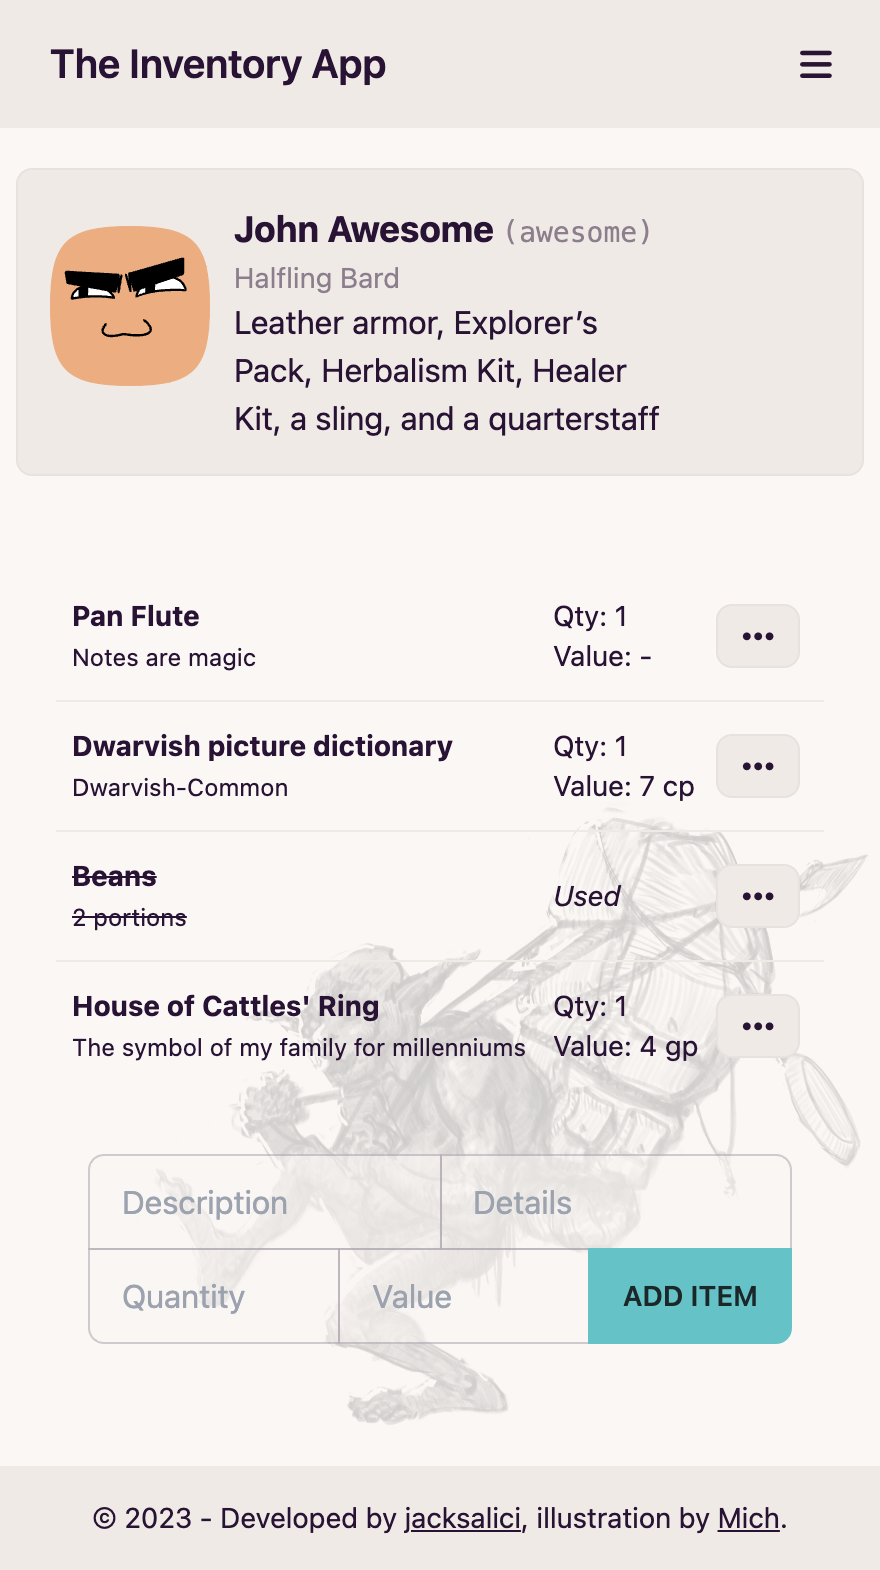 The Inventory App
John Awesome (awesome)
Halfling Bard
Leather armor, Explorer’s
Pack, Herbalism Kit, Healer
Kit, a sling, and a quarterstaff
Pan Flute
Notes are magic
Qty: 1
Value: -
•••
Dwarvish picture dictionary
Dwarvish-Common
Qty: 1
Value: 7 cp
•••
Beans
2 portions
Used
•••
House of Cattles' Ring
The symbol of my family for millenniums
Qty: 1
Value: 4 gp
•••
Description
Details
Quantity
Value
ADD ITEM
© 2023 - Developed by jacksalici, illustration by Mich.